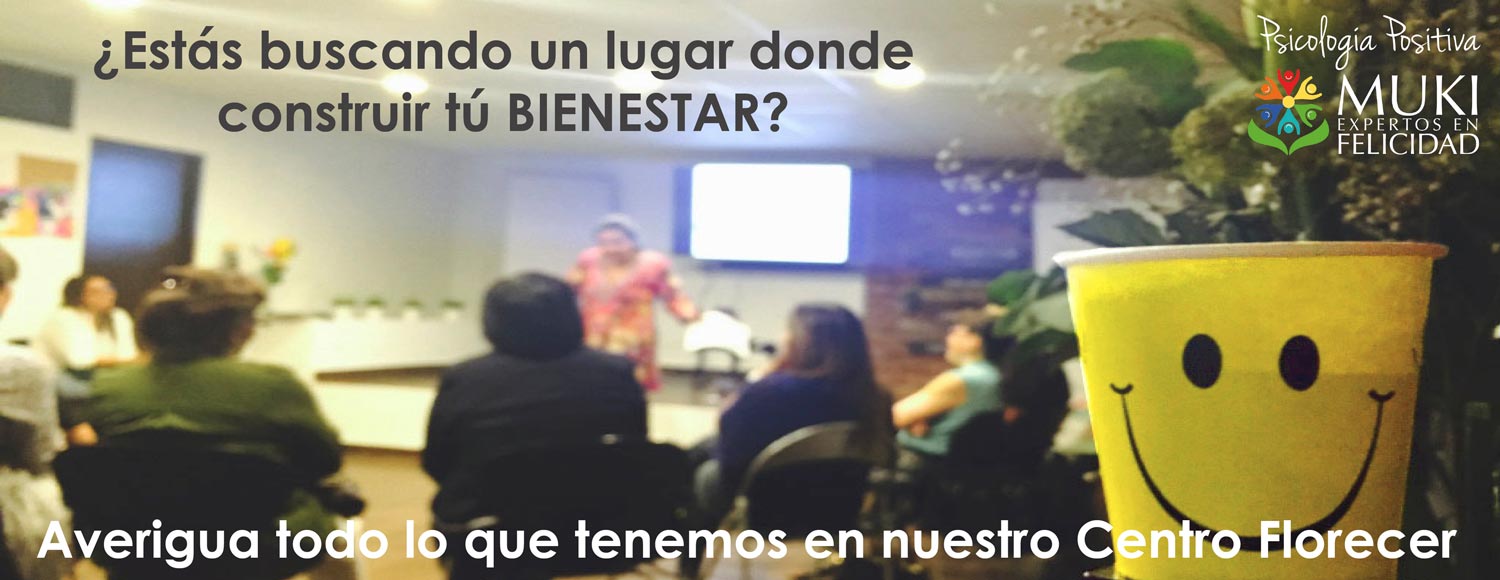 ¿Estás buscando un lugar donde
construir tú BIENESTAR?
Psicologia Positiva
MUKI
EXPERTOS EN
FELICIDAD
Averigua todo lo que tenemos en nuestro Centro Florecer